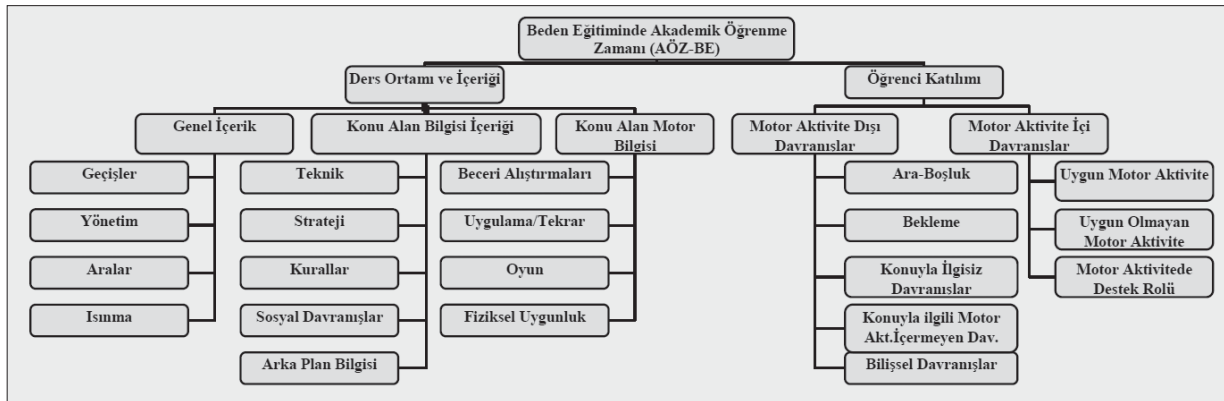 Beden Eğitiminde Akademik Öğrenme
Zamanı (AÖZ-BE)
Ders Ortamı ve İçeriği
Öğrenci Katılımı
Genel İçerik
Konu Alan Bilgisi İçeriği
Konu Alan Motor
Bilgisi
Motor Aktivite Dışı
Davranışlar
Motor Aktivite İçi
Davranışlar
Geçişler
Yönetim
Aralar
Isınma
Teknik
Strateji
Kurallar
Sosyal Davranışlar
Arka Plan Bilgisi
Beceri Alıştırmaları
Uygulama/Tekrar
Oyun
Fiziksel Uygunluk
Ara-Boşluk
Bekleme
Konuyla İlgisiz
Davranışlar
Konuyla ilgili Motor
Akt.İçermeyen Dav.
Bilişsel Davranışlar
Uygun Motor Aktivite
Uygun Olmayan
Motor Aktivite
Motor Aktivitede
Destek Rolü